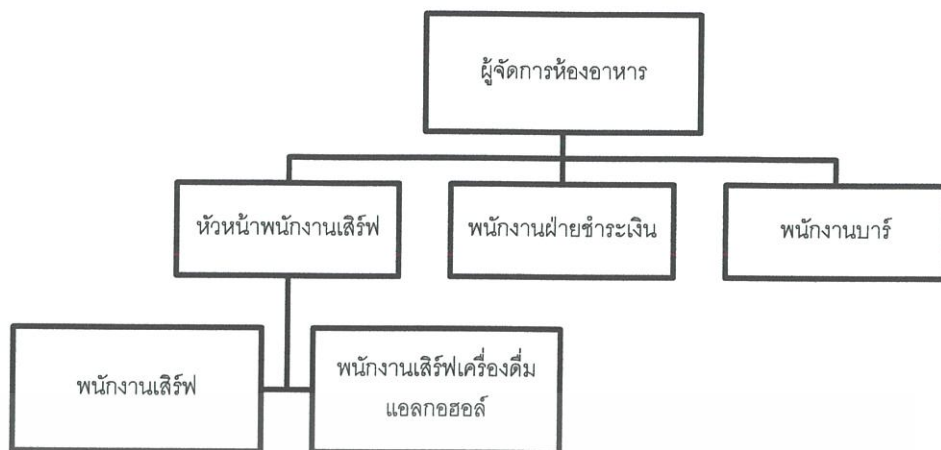 ผู้จัดการห้องอาหาร
หัวหน้าพนักงานเสิร์ฟ
พนักงานฝ่ายชำระเงิน
พนักงานบาร์
พนักงานเสิร์ฟ
พนักงานเสิร์ฟเครื่องดื่ม
แอลกอฮอล์